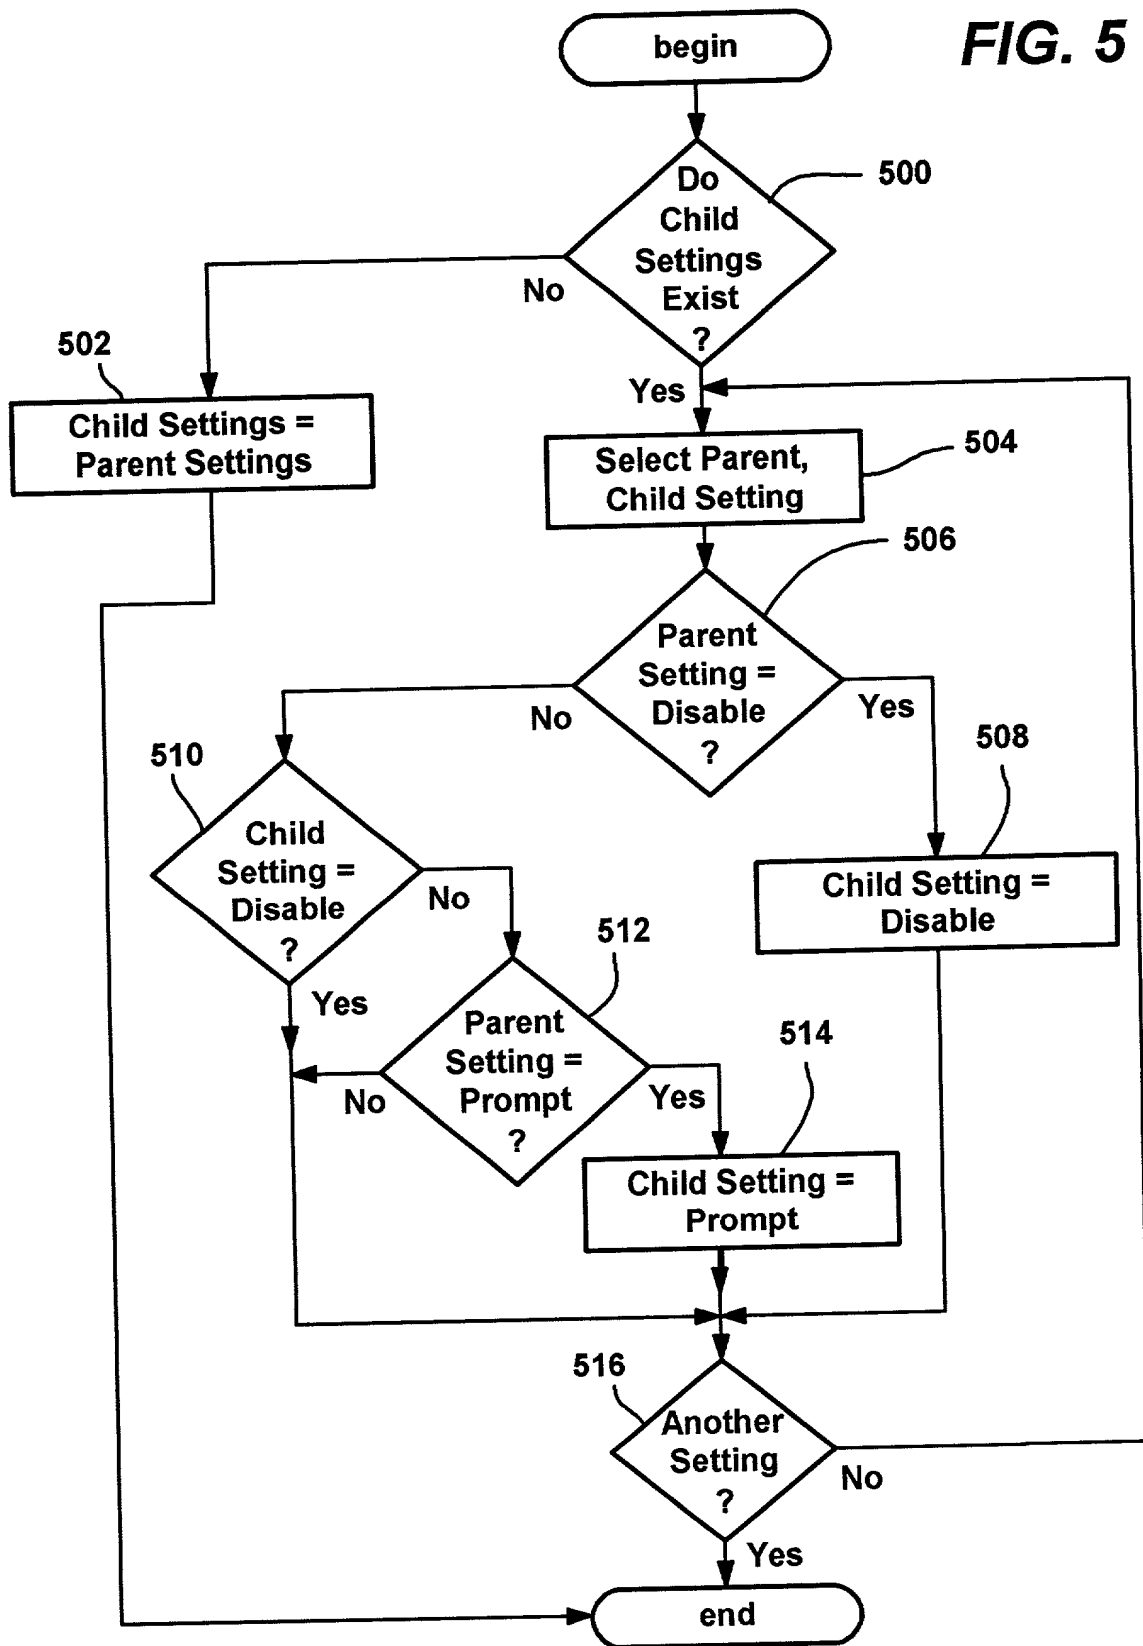 FIG. 5
begin
Do
Child
Settings
Exist
?
500
No
Yes
502
Child Settings =
Parent Settings
Select Parent,
Child Setting
504
506
Parent
Setting =
Disable
?
No
Yes
508
Child Setting =
Disable
510
Child
Setting =
Disable
?
No
Yes
512
Parent
Setting =
Prompt
?
No
Yes
514
Child Setting =
Prompt
516
Another
Setting
?
No
Yes
end